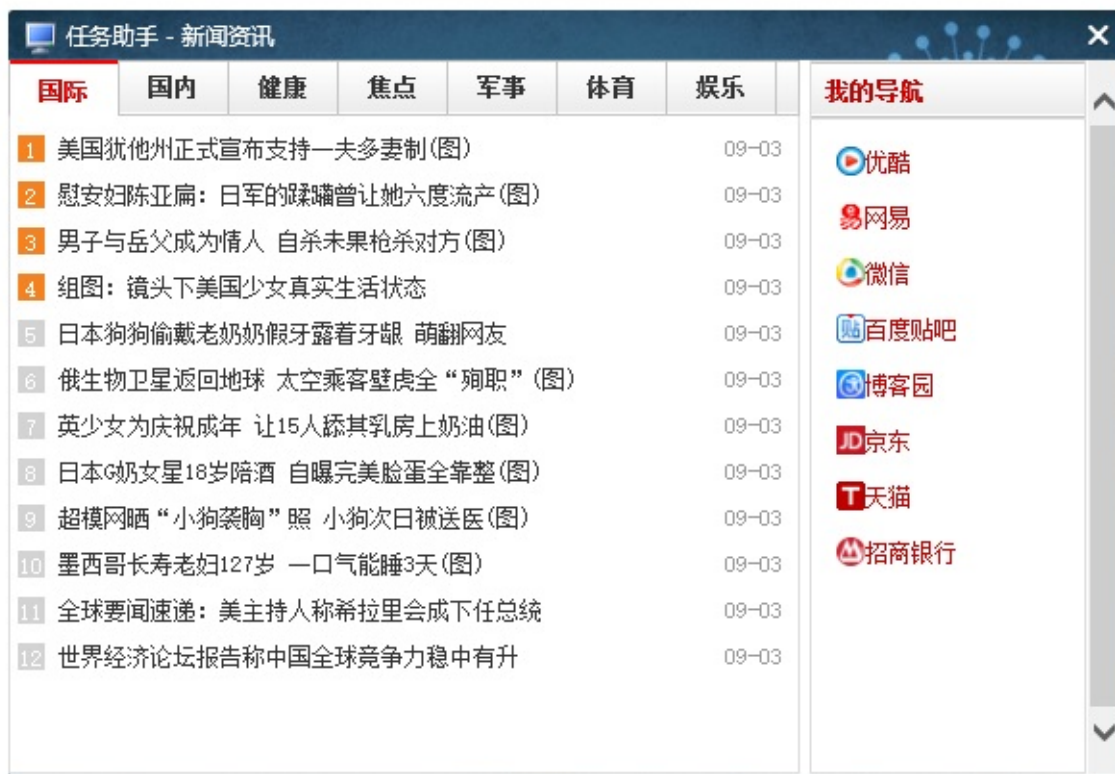 任务助手 - 新闻资讯
国际 国内 健康 焦点 军事 体育 娱乐
1 美国犹他州正式宣布支持一夫多妻制(图) 09-03
2 慰安妇陈亚扁：日军的蹂躏曾让她六度流产(图) 09-03
3 男子与岳父成为情人 自杀未果枪杀对方(图) 09-03
4 组图：镜头下美国少女真实生活状态 09-03
5 日本狗狗偷戴老奶奶假牙露着牙龈 萌翻网友 09-03
6 俄生物卫星返回地球 太空乘客壁虎全“殉职”(图) 09-03
7 英少女为庆祝成年 让15人舔其乳房上奶油(图) 09-03
8 日本G奶女星18岁陪酒 自曝完美脸蛋全靠整(图) 09-03
9 超模网晒“小狗袭胸”照 小狗次日被送医(图) 09-03
10 墨西哥长寿老妇127岁 一口气能睡3天(图) 09-03
11 全球要闻速递：美主持人称希拉里会成下任总统 09-03
12 世界经济论坛报告称中国全球竞争力稳中有升 09-03
我的导航
优酷
易 网易
微信
贴 百度贴吧
博客园
JD 京东
T 天猫
招商银行